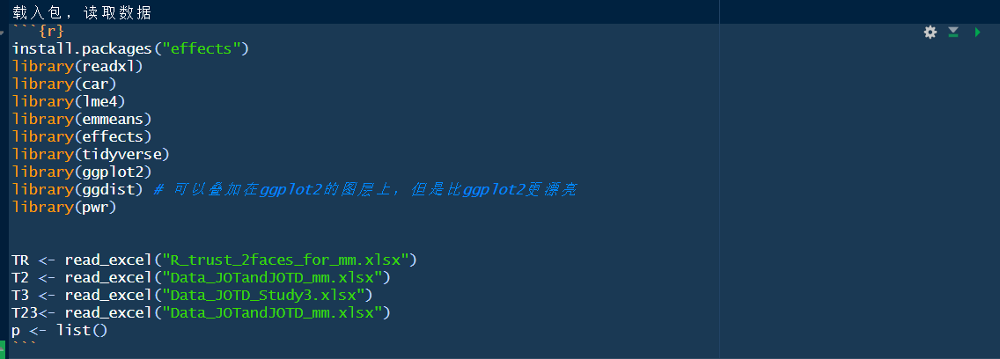 载入包，读取数据
```{r}
install.packages("effects")
library(readxl)
library(car)
library(lme4)
library(emmeans)
library(effects)
library(tidyverse)
library(ggplot2)
library(ggdist) # 可以叠加在ggplot2的图层上，但是比ggplot2更漂亮
library(pwr)
TR <- read_excel("R_trust_2faces_for_mm.xlsx")
T2 <- read_excel("Data_JOTandJOTD_mm.xlsx")
T3 <- read_excel("Data_JOTD_Study3.xlsx")
T23<- read_excel("Data_JOTandJOTD_mm.xlsx")
p <- list()
```